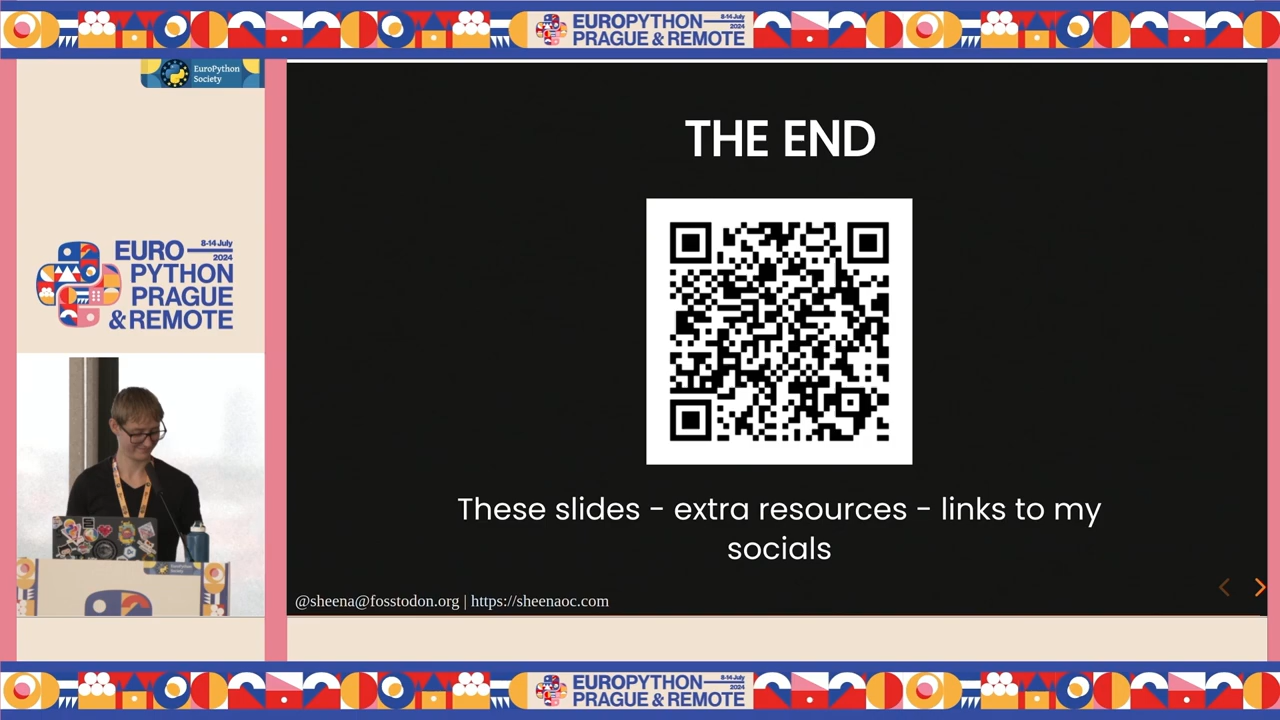 EUROPYTHON
8-14 July
2024
PRAGUE & REMOTE
EuroPython
Society
THE END
EURO
8-14 July
2024
PYTHON
PRAGUE
& REMOTE
These slides - extra resources - links to my
socials
EuroPython
Society
@sheena@fosstodon.org | https://sheenaoc.com
EUROPYTHON
8-14 July
2024
PRAGUE & REMOTE